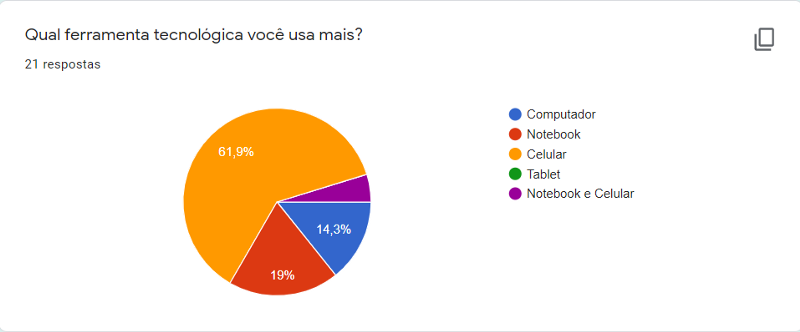 Qual ferramenta tecnológica você usa mais?
21 respostas
61,9%
14,3%
19%
Computador
Notebook
Celular
Tablet
Notebook e Celular